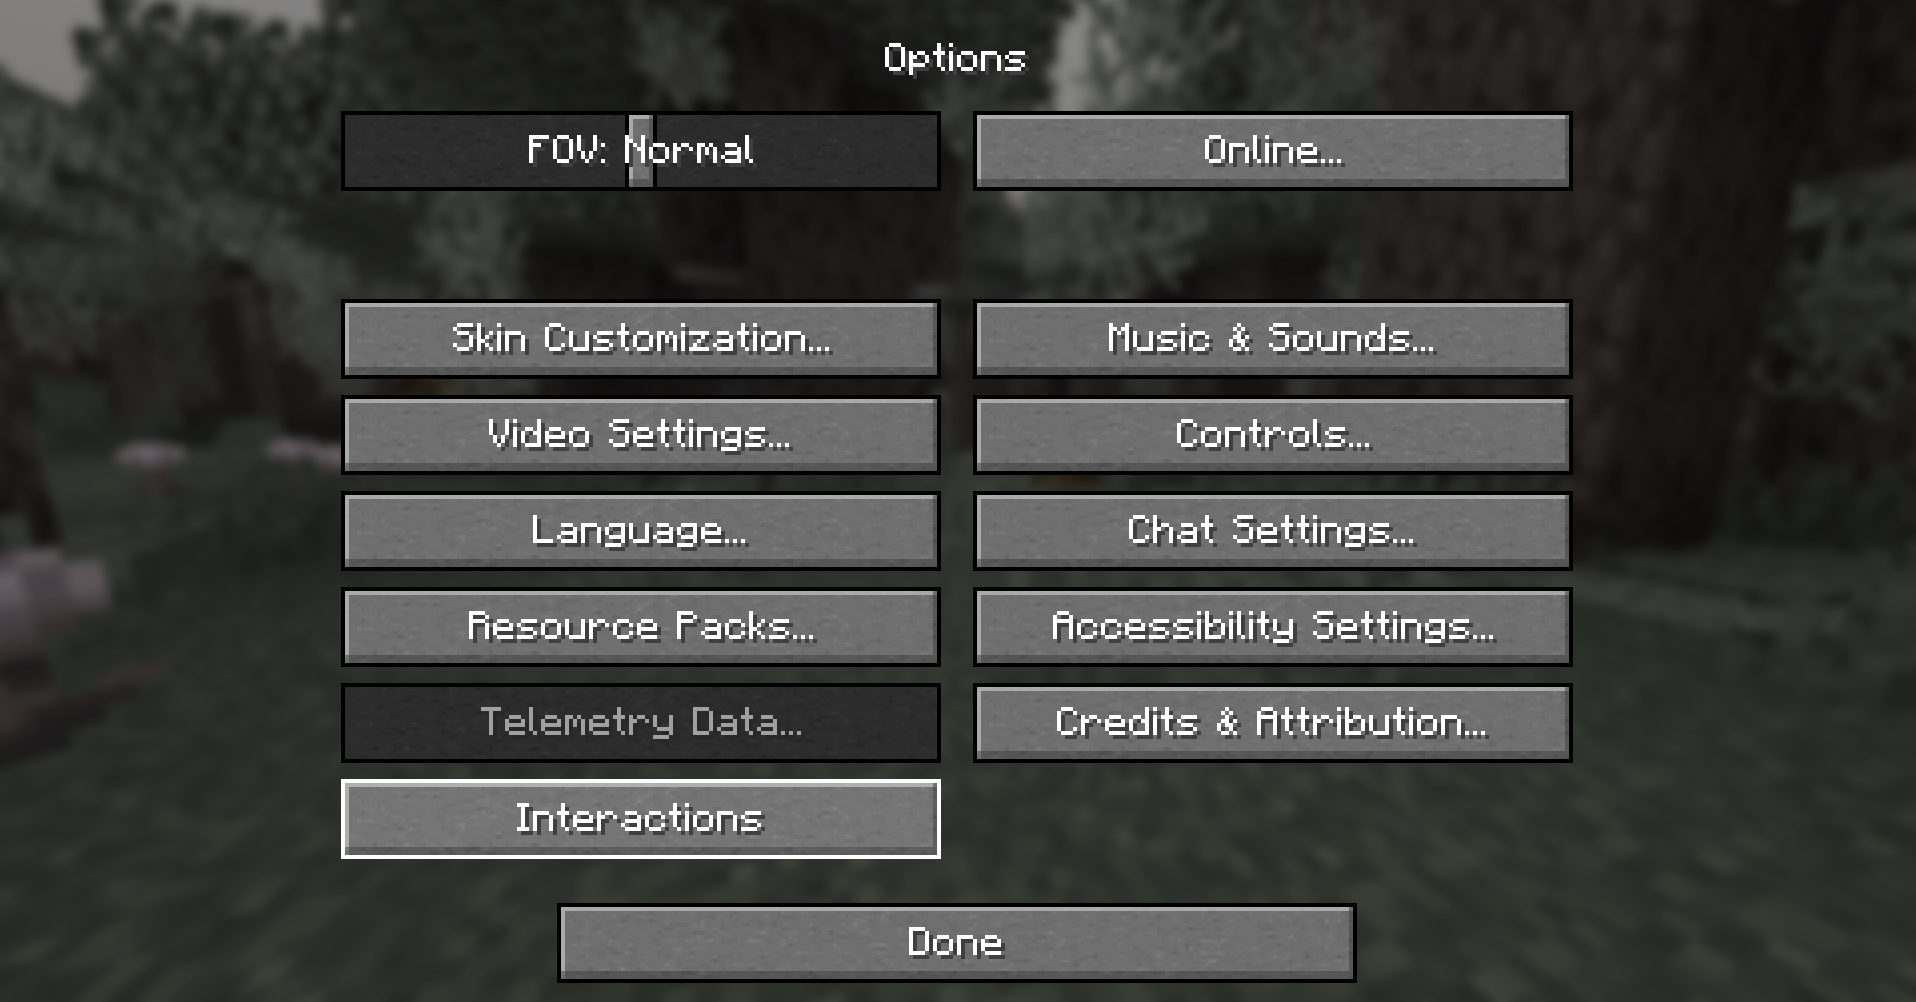 Options
FOV: Normal
Online...
Skin Customization...
Music & Sounds...
Video Settings...
Controls...
Language...
Chat Settings...
Resource Packs...
Accessibility Settings...
Telemetry Data...
Credits & Attribution...
Interactions
Done